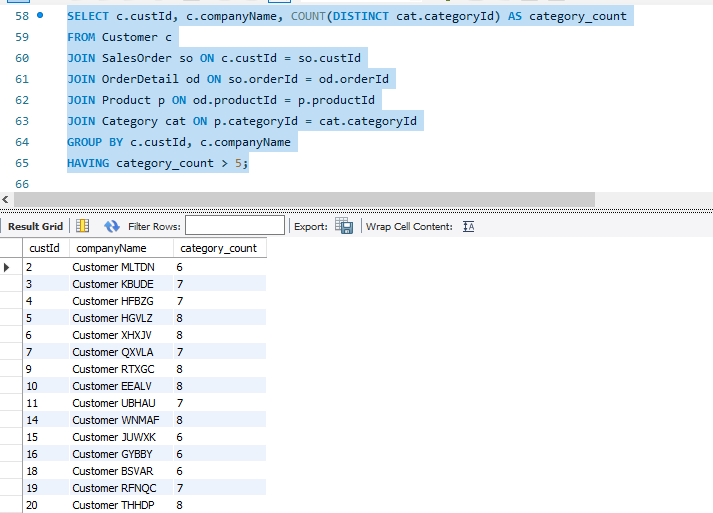 58 SELECT c.custId, c.companyName, COUNT(DISTINCT cat.categoryId) AS category_count
59 FROM Customer c
60 JOIN SalesOrder so ON c.custId = so.custId
61 JOIN OrderDetail od ON so.orderId = od.orderId
62 JOIN Product p ON od.productId = p.productId
63 JOIN Category cat ON p.categoryId = cat.categoryId
64 GROUP BY c.custId, c.companyName
65 HAVING category_count > 5;
66
Result Grid Filter Rows: Export: Wrap Cell Content: IA
custId companyName category_count
2 Customer MLTDN 6
3 Customer KBUDE 7
4 Customer HFBZG 7
5 Customer HGVLZ 8
6 Customer XHXJV 8
7 Customer QXVLA 7
9 Customer RTXGC 8
10 Customer EEALV 8
11 Customer UBHAU 7
14 Customer WNMAF 8
15 Customer JUWXK 6
16 Customer GYBBY 6
18 Customer BSVAR 6
19 Customer RFNQC 7
20 Customer THHDP 8